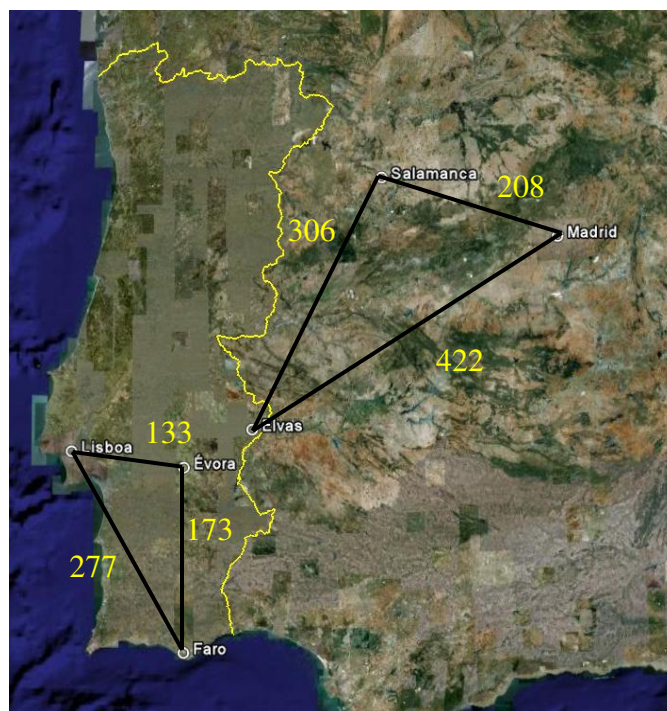 Salamanca
208
306
Madrid
422
Elvas
133
Lisboa
Évora
173
277
Faro